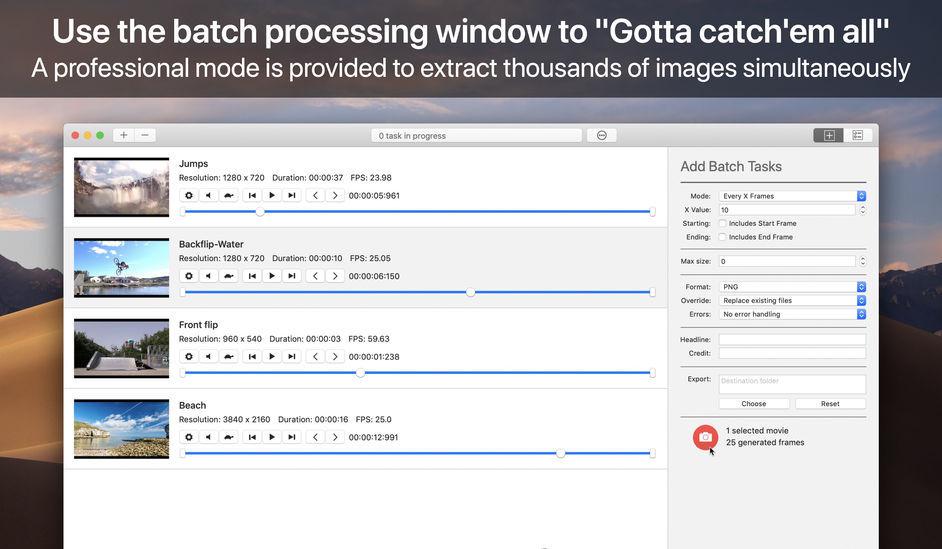 Use the batch processing window to "Gotta catch'em all"
A professional mode is provided to extract thousands of images simultaneously
0 task in progress
Jumps
Resolution: 1280 x 720 Duration: 00:00:37 FPS: 23.98
00:00:05:961
Backflip-Water
Resolution: 1280 x 720 Duration: 00:00:10 FPS: 25.05
00:00:06:150
Front flip
Resolution: 960 x 540 Duration: 00:00:03 FPS: 59.63
00:00:01:238
Beach
Resolution: 3840 x 2160 Duration: 00:00:16 FPS: 25.0
00:00:12:991
Add Batch Tasks
Mode: Every X Frames
X Value: 10
Starting: Includes Start Frame
Ending: Includes End Frame
Max size: 0
Format: PNG
Override: Replace existing files
Errors: No error handling
Headline:
Credit:
Export: Destination folder
Choose Reset
1 selected movie
25 generated frames